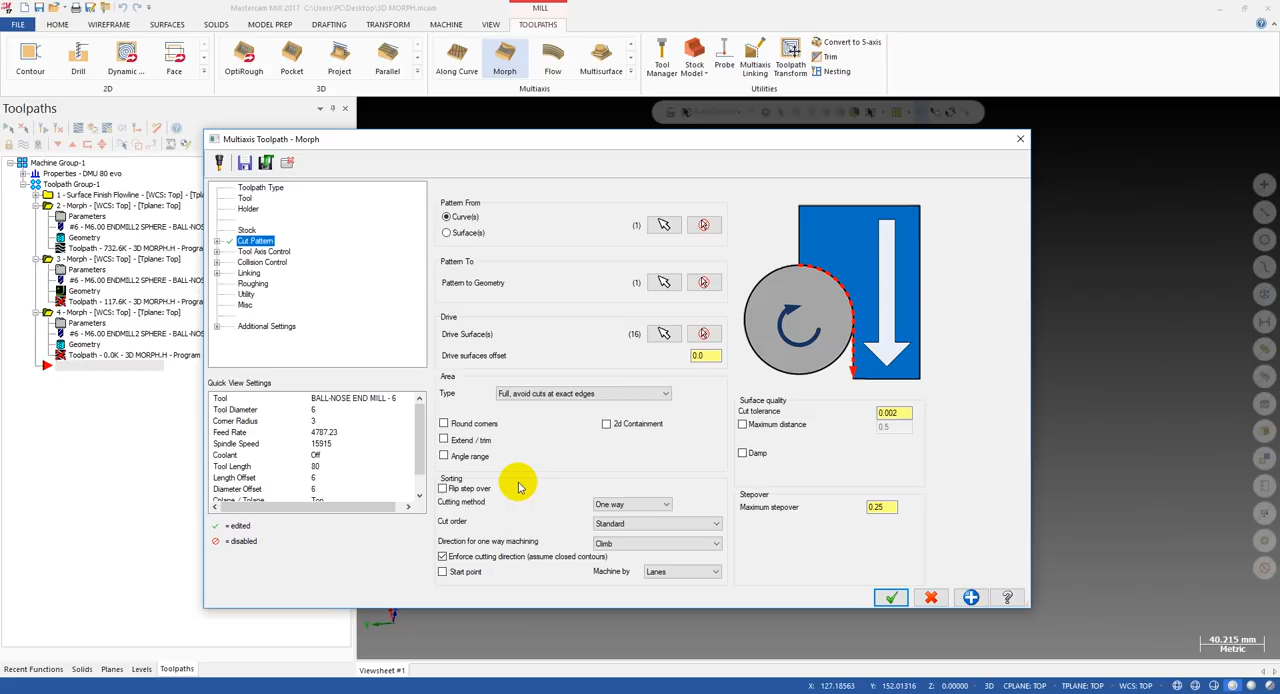 Mastercam Mill 2017 C:\Users\PC\Desktop\3D MORPH.mcam
MILL
FILE HOME WIREFRAME SURFACES SOLIDS MODEL PREP DRAFTING TRANSFORM MACHINE VIEW TOOLPATHS
Contour Drill Dynamic ... Face
OptiRough Pocket Project Parallel
Along Curve Morph Flow Multisurface
Tool Manager Stock Model Probe Multiaxis Linking Toolpath Transform
Convert to 5-axis
Trim
Nesting
2D 3D Multiaxis Utilities
Toolpaths
Machine Group-1
Properties - DMU 80 evo
Toolpath Group-1
1 - Surface Finish Flowline - [WCS: Top] - [Tp
2 - Morph - [WCS: Top] - [Tplane: Top]
Parameters
#6 - M6.00 ENDMILL2 SPHERE - BALL-NOS
Geometry
Toolpath - 732.6K - 3D MORPH.H - Program
3 - Morph - [WCS: Top] - [Tplane: Top]
Parameters
#6 - M6.00 ENDMILL2 SPHERE - BALL-NOS
Geometry
Toolpath - 117.6K - 3D MORPH.H - Program
4 - Morph - [WCS: Top] - [Tplane: Top]
Parameters
#6 - M6.00 ENDMILL2 SPHERE - BALL-NOS
Geometry
Toolpath - 0.0K - 3D MORPH.H - Program
Multiaxis Toolpath - Morph
Toolpath Type
Tool
Holder
Stock
Cut Pattern
Tool Axis Control
Collision Control
Linking
Roughing
Utility
Misc
Additional Settings
Quick View Settings
Tool BALL-NOSE END MILL - 6
Tool Diameter 6
Corner Radius 3
Feed Rate 4787.23
Spindle Speed 15915
Coolant Off
Tool Length 80
Length Offset 6
Diameter Offset 6
Cplane / Tplane Top
= edited
= disabled
Pattern From
Curve(s) (1)
Surface(s)
Pattern To
Pattern to Geometry (1)
Drive
Drive Surface(s) (16)
Drive surfaces offset 0.0
Area
Type Full, avoid cuts at exact edges
Round corners 2d Containment
Extend / trim
Angle range
Sorting
Flip step over
Cutting method One way
Cut order Standard
Direction for one way machining Climb
Enforce cutting direction (assume closed contours)
Start point Machine by Lanes
Surface quality
Cut tolerance 0.002
Maximum distance 0.5
Damp
Stepover
Maximum stepover 0.25
40.215 mm
Metric
Recent Functions Solids Planes Levels Toolpaths
Viewsheet #1
X: 127.18563 Y: 152.01316 Z: 0.00000 3D CPLANE: TOP TPLANE: TOP WCS: TOP